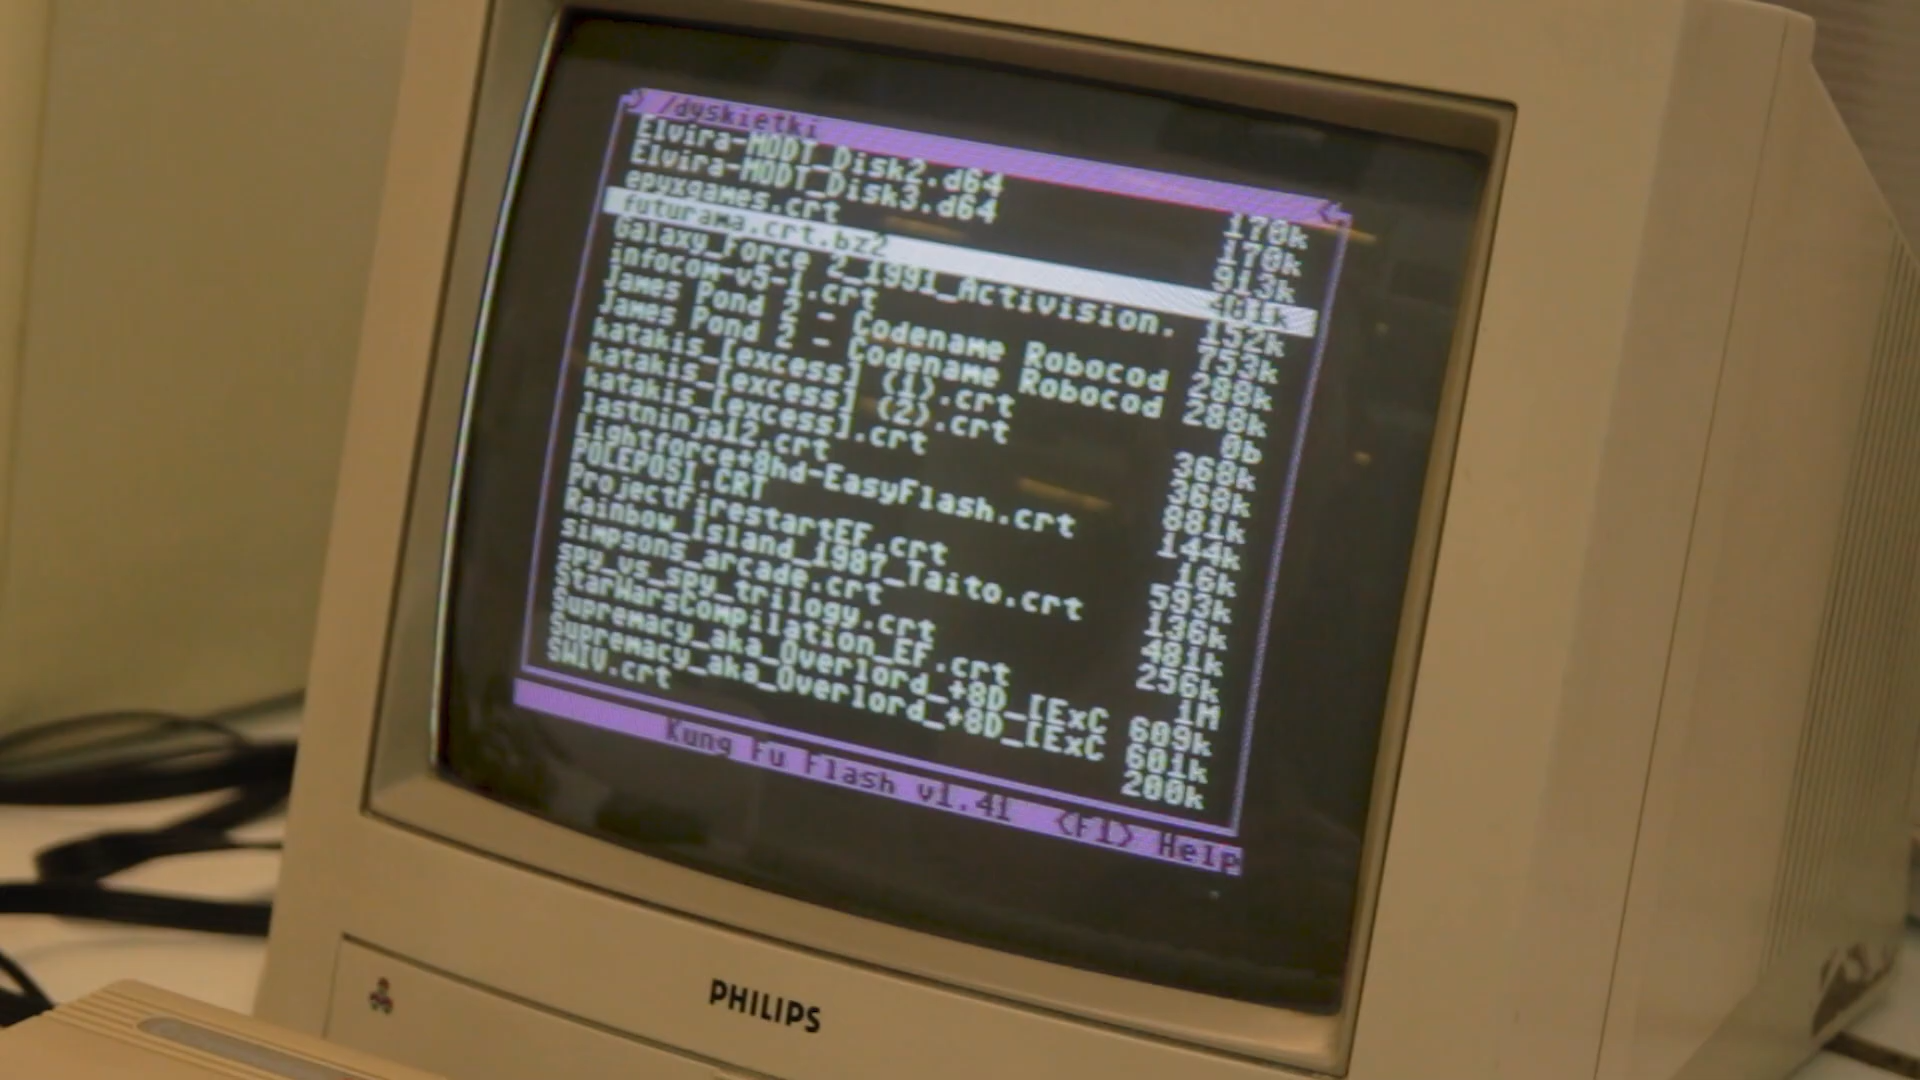 /dyskietki
Elvira-MODT_Disk2.d64 170k
Elvira-MODT_Disk3.d64 170k
epyxgames.crt 913k
futurama.crt.bz2
Galaxy_Force 2_1991_Activision. 152k
infocom-v5-1.crt 753k
James Pond 2 - Codename Robocod 288k
James Pond 2 - Codename Robocod 288k
katakis_[excess] (1).crt 0b
katakis_[excess] (2).crt 368k
katakis_[excess].crt 368k
lastninja12.crt 881k
Lightforce+8hd-EasyFlash.crt 144k
POLEPOSI.CRT 16k
ProjectFirestartEF.crt 593k
Rainbow_Island_1987_Taito.crt 136k
simpsons_arcade.crt 481k
spy_vs_spy_trilogy.crt 256k
StarWarsCompilation_EF.crt 1M
Supremacy_aka_Overlord_+8D_[ExC 609k
Supremacy_aka_Overlord_+8D_[ExC 601k
SWIV.crt 200k
Kung Fu Flash v1.41 <F1> Help
PHILIPS